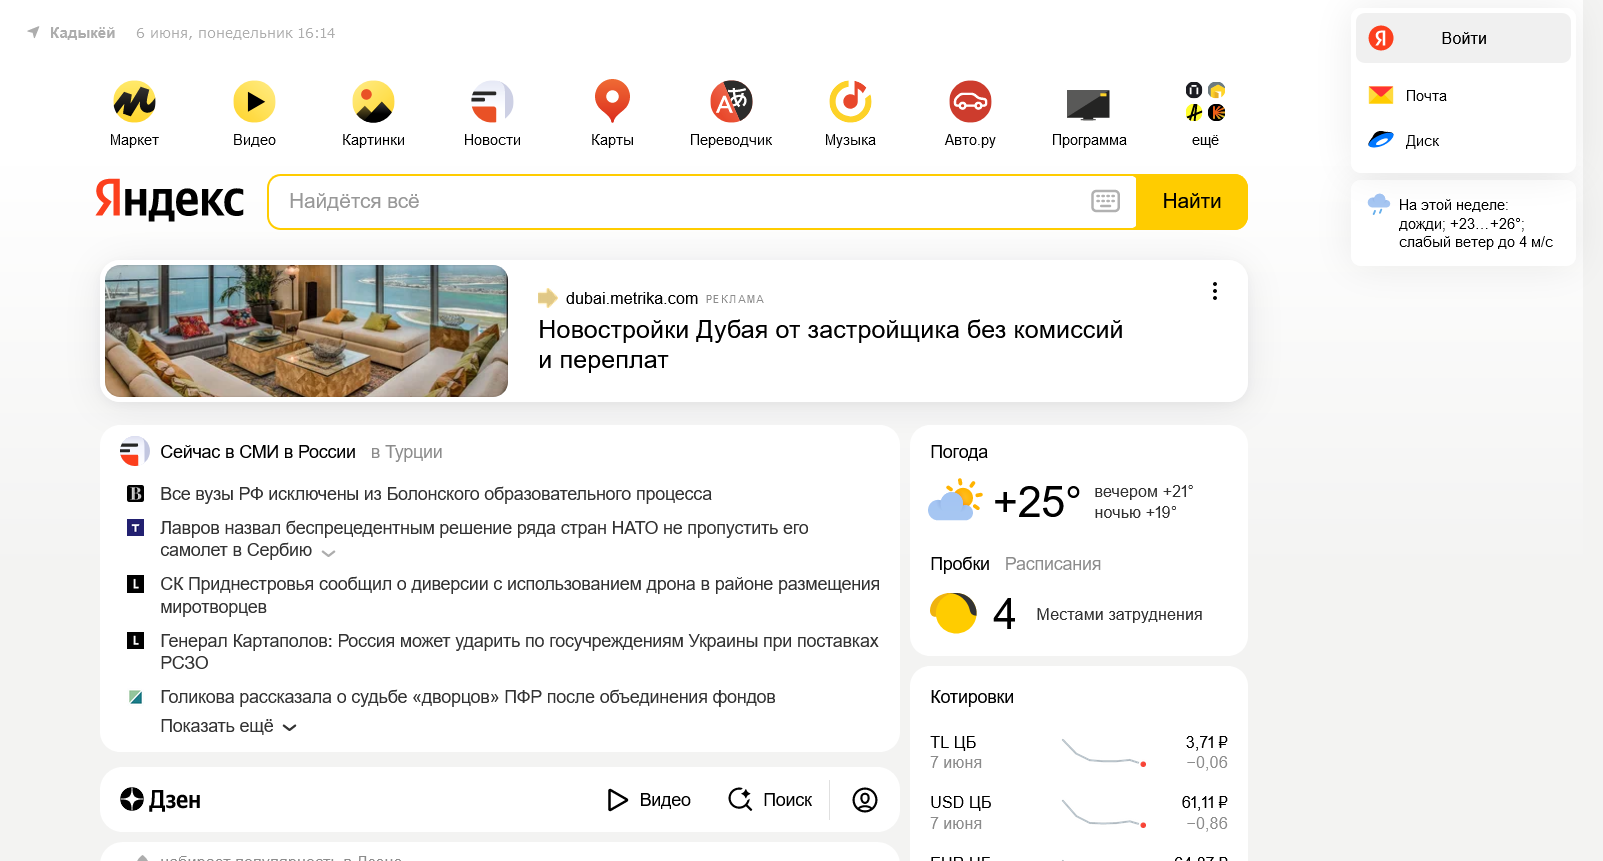 Кадыкёй 6 июня, понедельник 16:14
Войти
Почта
Диск
Маркет Видео Картинки Новости Карты Переводчик Музыка Авто.ру Программа ещё
Яндекс Найдётся всё Найти
На этой неделе:
дожди; +23…+26°;
слабый ветер до 4 м/с
dubai.metrika.com РЕКЛАМА
Новостройки Дубая от застройщика без комиссий
и переплат
Сейчас в СМИ в России в Турции
Все вузы РФ исключены из Болонского образовательного процесса
Лавров назвал беспрецедентным решение ряда стран НАТО не пропустить его
самолет в Сербию
СК Приднестровья сообщил о диверсии с использованием дрона в районе размещения
миротворцев
Генерал Картаполов: Россия может ударить по госучреждениям Украины при поставках
РСЗО
Голикова рассказала о судьбе «дворцов» ПФР после объединения фондов
Показать ещё
Погода
+25° вечером +21°
ночью +19°
Пробки Расписания
4 Местами затруднения
Котировки
TL ЦБ 3,71 ₽
7 июня −0,06
USD ЦБ 61,11 ₽
7 июня −0,86
Дзен Видео Поиск